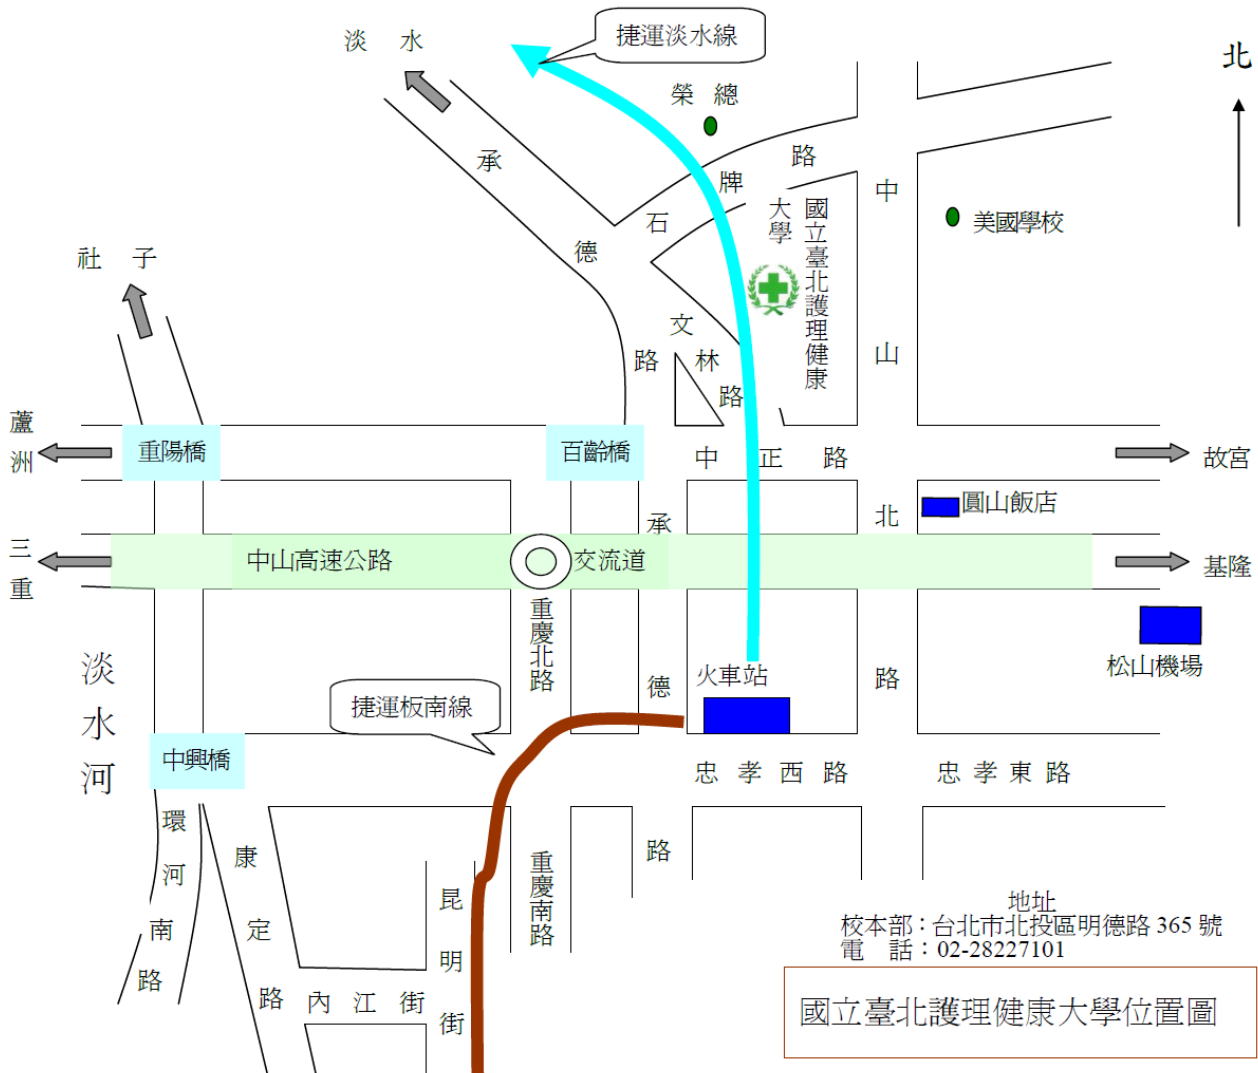 捷運淡水線
淡水
北
榮總
承德路
石牌路
中山北路
國立臺北護理健康
大學
美國學校
社子
文林路
蘆洲
重陽橋
百齡橋
中正路
故宮
圓山飯店
三重
中山高速公路
交流道
基隆
承德路
重慶北路
松山機場
淡水河
捷運板南線
火車站
中興橋
忠孝西路
忠孝東路
環河南路
康定路
昆明街
重慶南路
內江街
地址
校本部：台北市北投區明德路 365 號
電　話：02-28227101
國立臺北護理健康大學位置圖